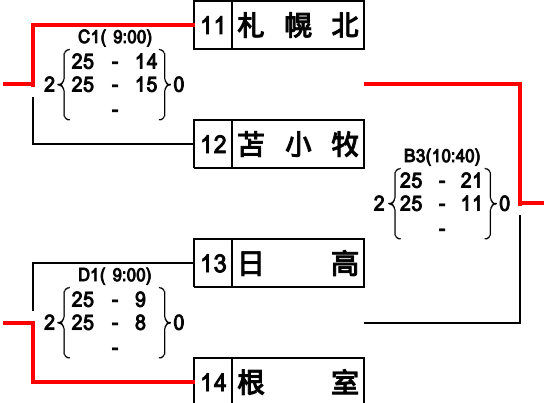 11 札幌北
C1( 9:00)
25 - 14
2 25 - 15 0
-
12 苫小牧
B3(10:40)
25 - 21
2 25 - 11 0
-
13 日高
D1( 9:00)
25 - 9
2 25 - 8 0
-
14 根室